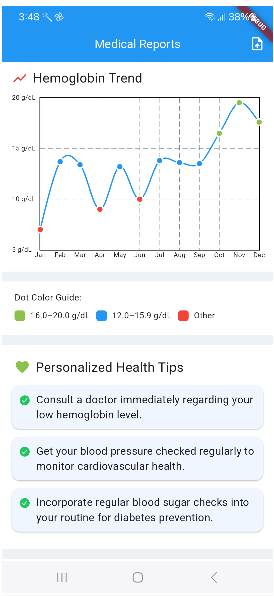 3:48
38%
Medical Reports
Hemoglobin Trend
20 g/dL
15 g/dL
10 g/dL
5 g/dL
Jan Feb Mar Apr May Jun Jul Aug Sep Oct Nov Dec
Dot Color Guide:
16.0–20.0 g/dL 12.0–15.9 g/dL Other
Personalized Health Tips
Consult a doctor immediately regarding your
low hemoglobin level.
Get your blood pressure checked regularly to
monitor cardiovascular health.
Incorporate regular blood sugar checks into
your routine for diabetes prevention.